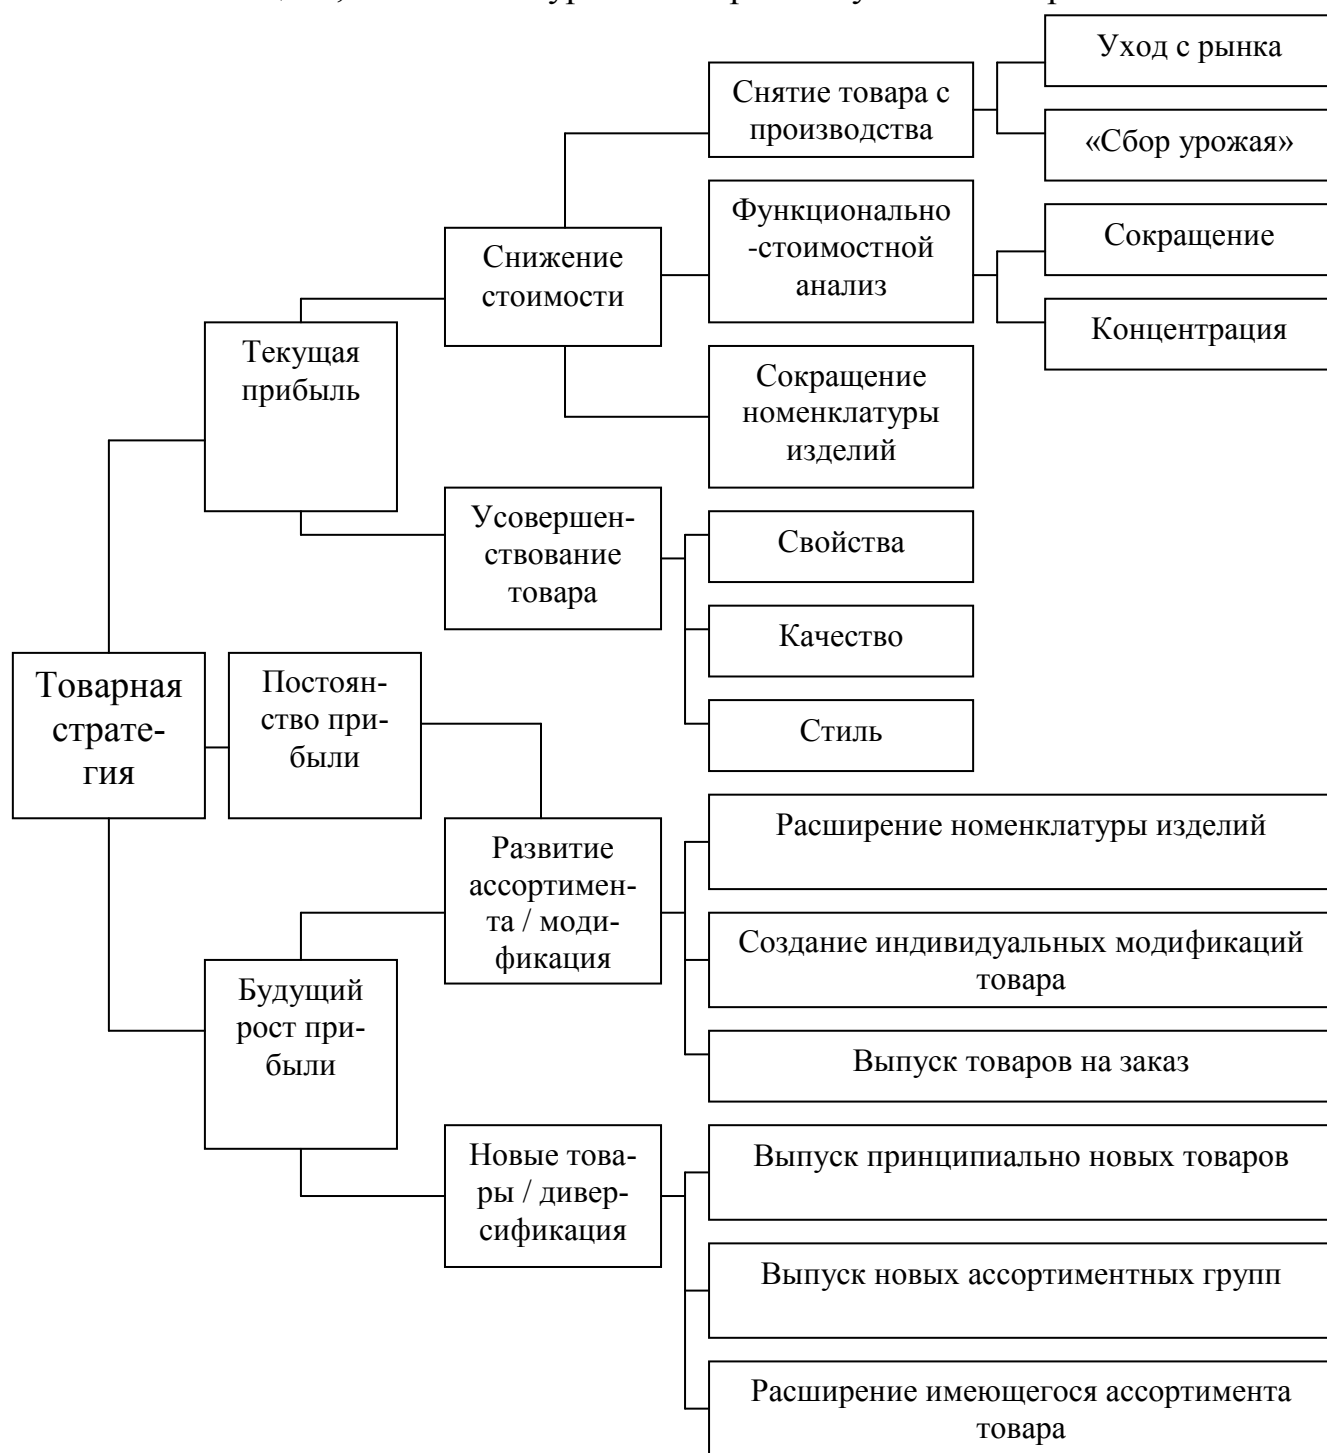 Уход с рынка
Снятие товара с
производства
«Сбор урожая»
Функционально
-стоимостной
анализ
Сокращение
Снижение
стоимости
Концентрация
Текущая
прибыль
Сокращение
номенклатуры
изделий
Усовершен-
ствование
товара
Свойства
Качество
Товарная
страте-
гия
Постоян-
ство при-
были
Стиль
Развитие
ассортимен-
та / моди-
фикация
Расширение номенклатуры изделий
Создание индивидуальных модификаций
товара
Будущий
рост при-
были
Выпуск товаров на заказ
Новые това-
ры / дивер-
сификация
Выпуск принципиально новых товаров
Выпуск новых ассортиментных групп
Расширение имеющегося ассортимента
товара